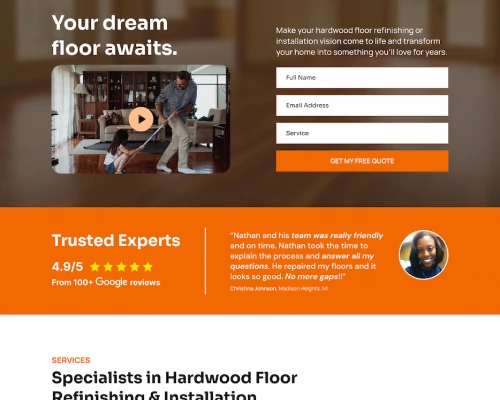 Your dream
floor awaits.
Make your hardwood floor refinishing or
installation vision come to life and transform
your home into something you'll love for years.
Full Name
Email Address
Service
GET MY FREE QUOTE
Trusted Experts
4.9/5
From 100+ Google reviews
“Nathan and his team was really friendly
and on time. Nathan took the time to
explain the process and answer all my
questions. He repaired my floors and it
looks so good. No more gaps!!”
Christina Johnson, Madison Heights, MI
SERVICES
Specialists in Hardwood Floor
Refinishing & Installation